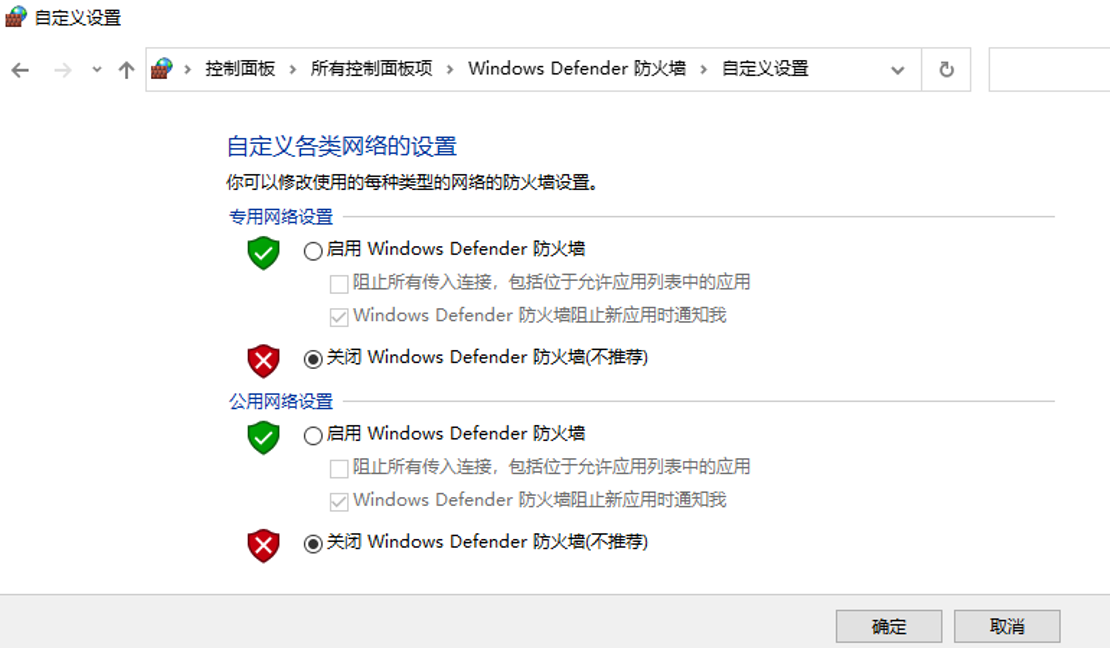 自定义设置
控制面板 › 所有控制面板项 › Windows Defender 防火墙 › 自定义设置
自定义各类网络的设置
你可以修改使用的每种类型的网络的防火墙设置。
专用网络设置
启用 Windows Defender 防火墙
阻止所有传入连接，包括位于允许应用列表中的应用
Windows Defender 防火墙阻止新应用时通知我
关闭 Windows Defender 防火墙(不推荐)
公用网络设置
启用 Windows Defender 防火墙
阻止所有传入连接，包括位于允许应用列表中的应用
Windows Defender 防火墙阻止新应用时通知我
关闭 Windows Defender 防火墙(不推荐)
确定 取消